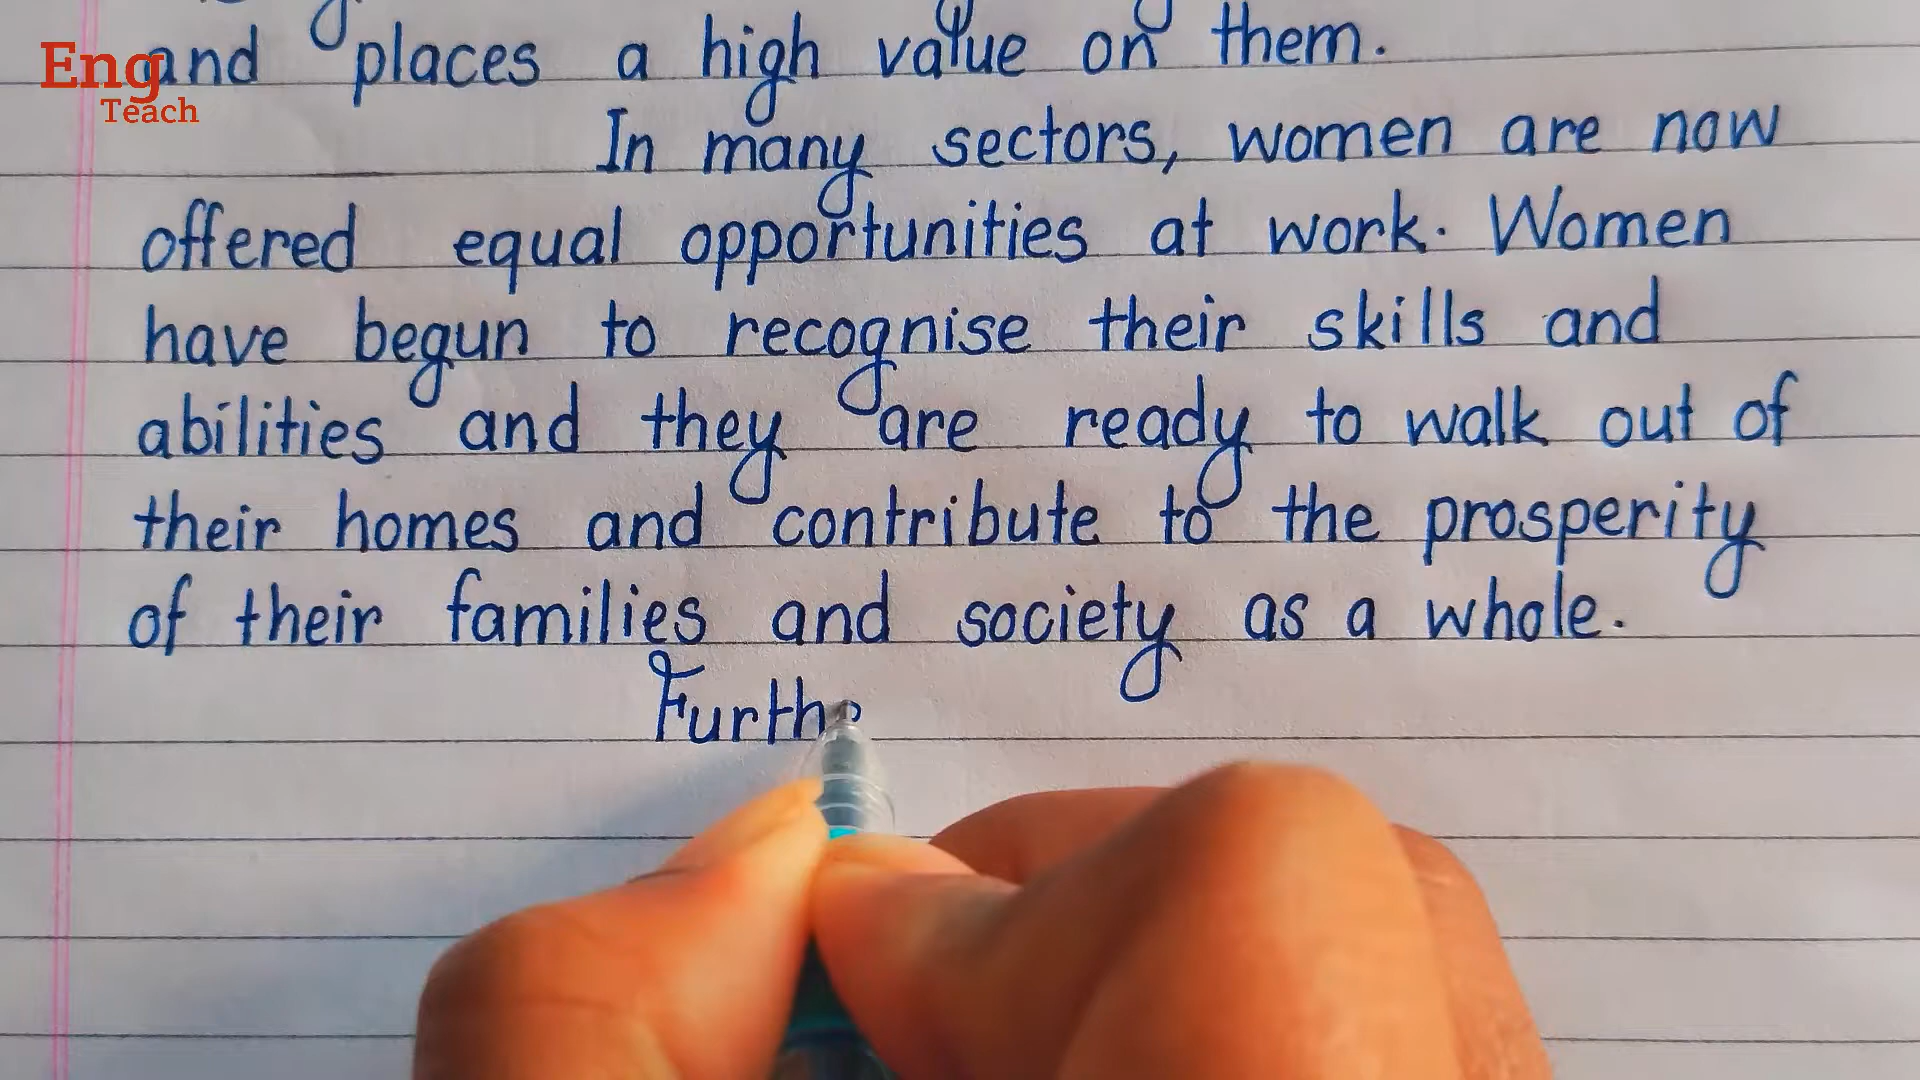 Eng
Teach
and places a high value on them.
In many sectors, women are now
offered equal opportunities at work. Women
have begun to recognise their skills and
abilities and they are ready to walk out of
their homes and contribute to the prosperity
of their families and society as a whole.